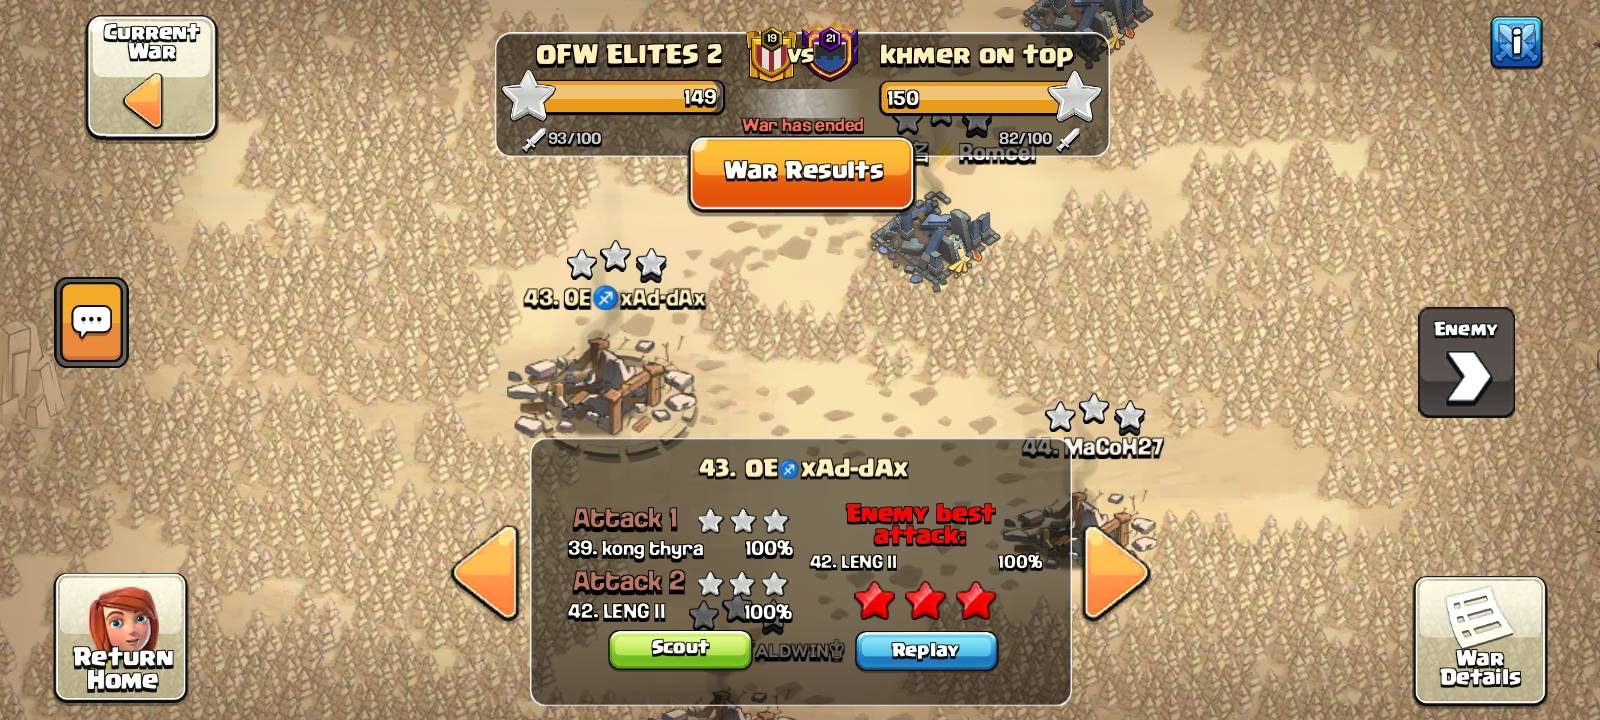 Current
War
OFW ELITES 2
19
vs
21
khmer on top
149
150
War has ended
93/100
82/100
War Results
Romcel
43. OE♐xAd-dAx
Enemy
44. MaCoH27
43. OE♐xAd-dAx
Attack 1
39. kong thyra 100%
Attack 2
42. LENG II 100%
Enemy best
attack:
42. LENG II 100%
Scout
ALDWIN♔
Replay
Return
Home
War
Details